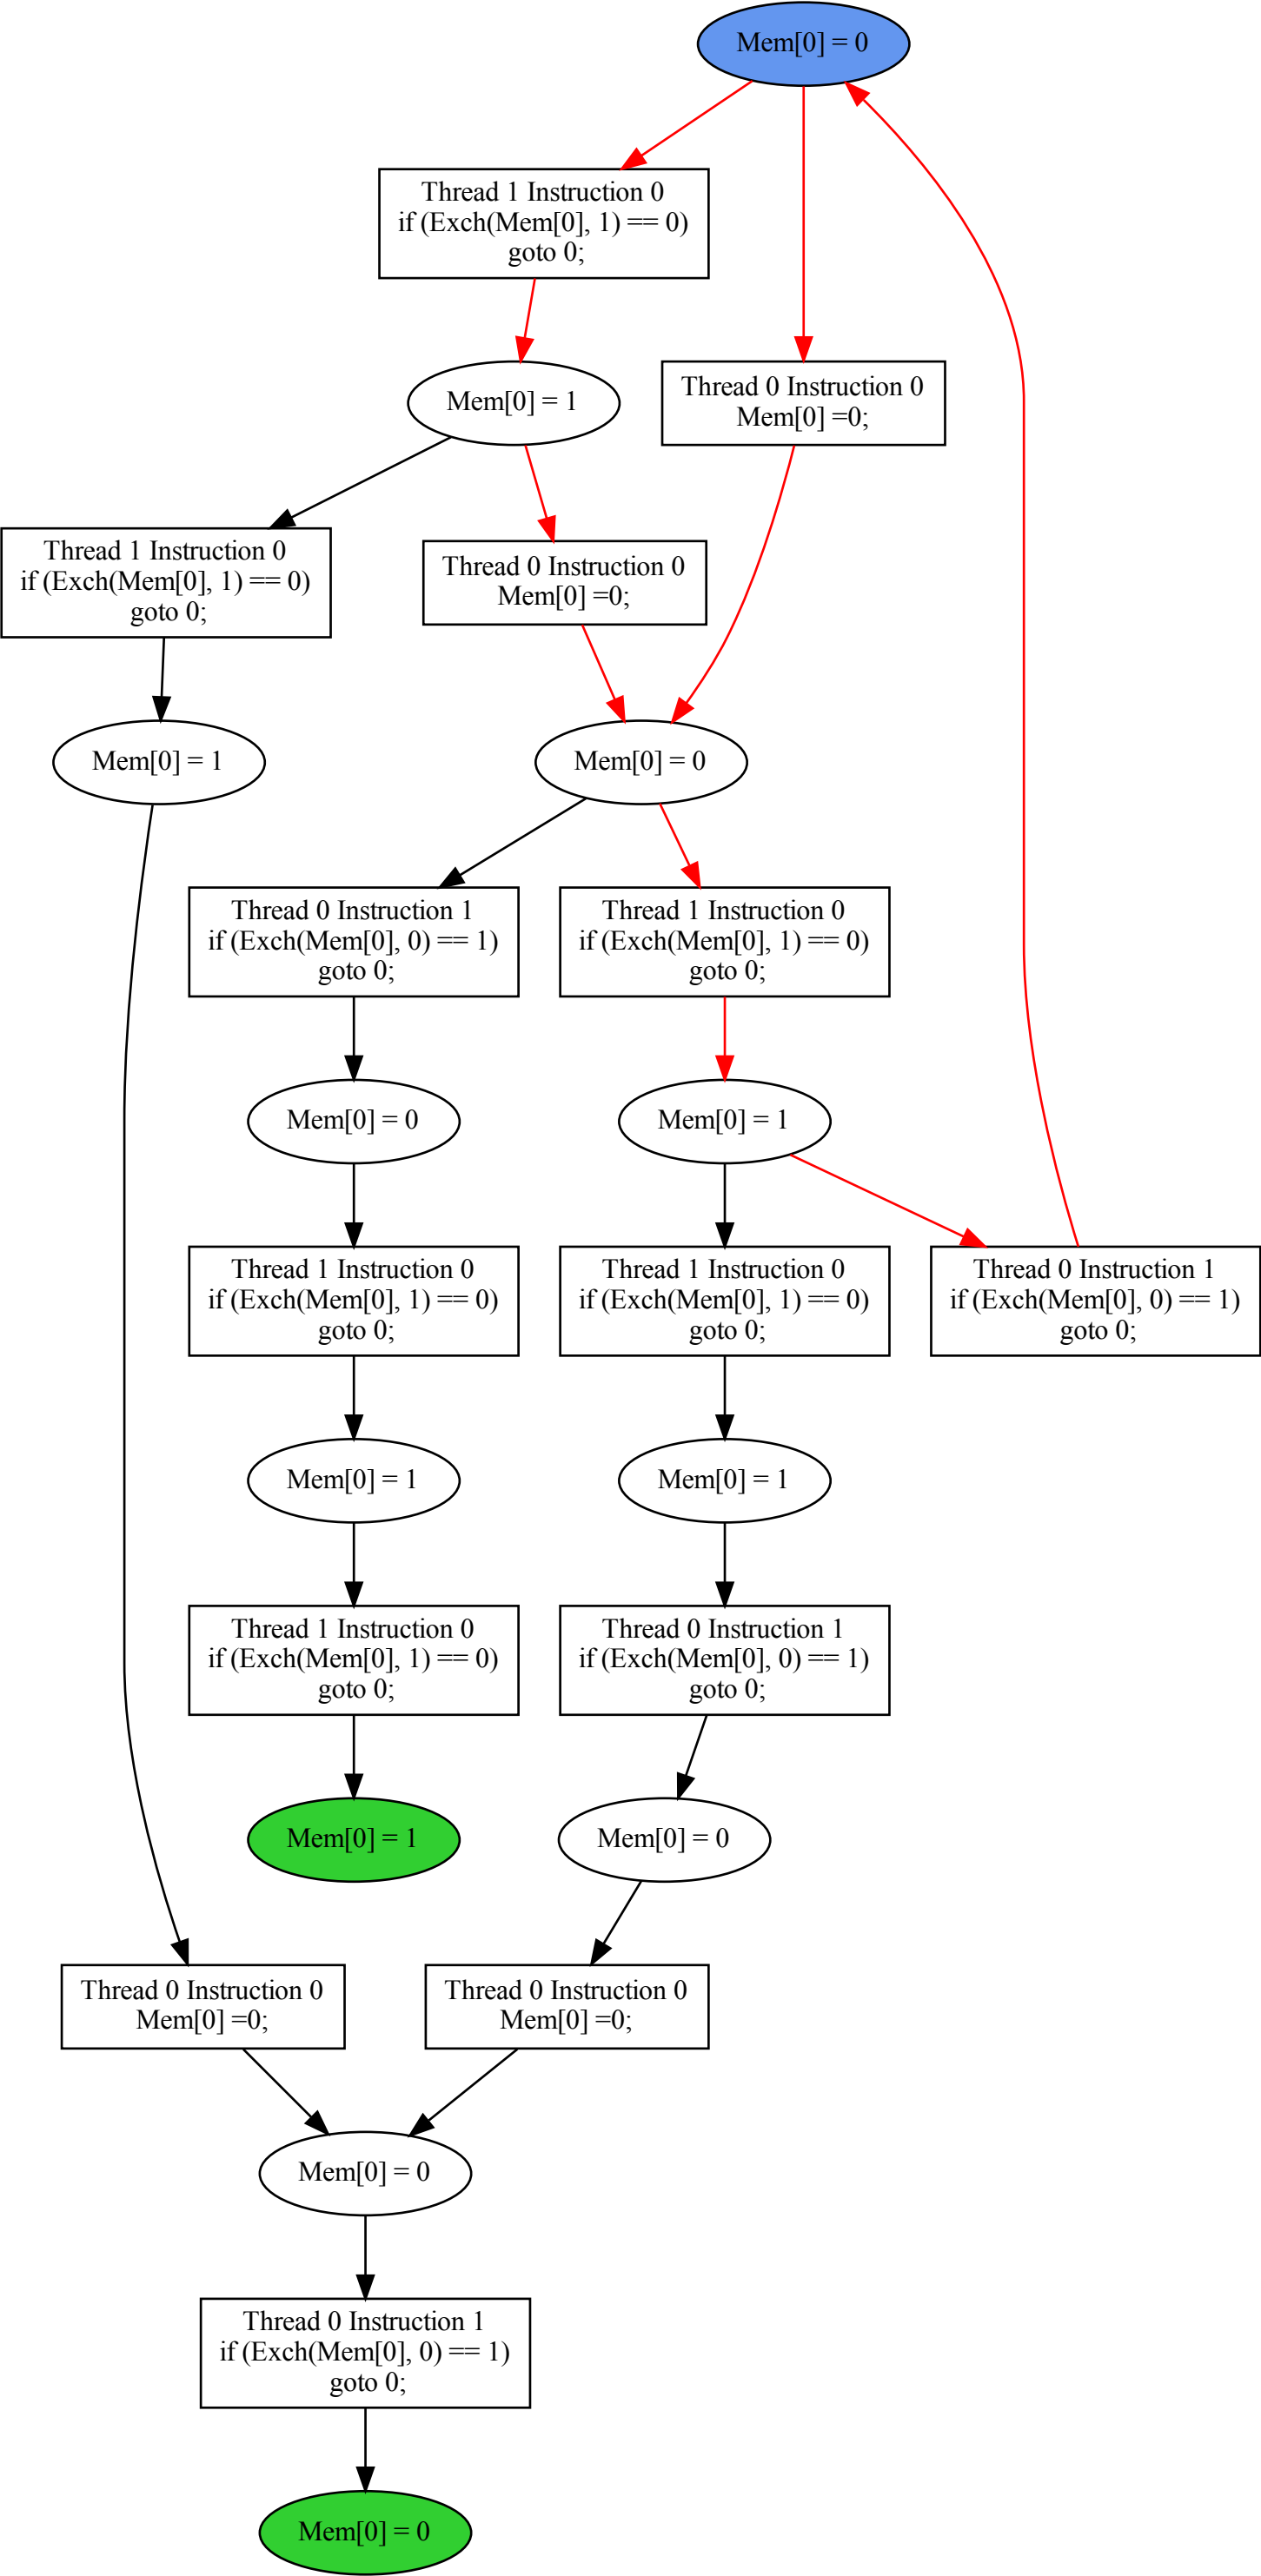 Mem[0] = 0
Thread 1 Instruction 0
if (Exch(Mem[0], 1) == 0)
goto 0;
Mem[0] = 1
Thread 0 Instruction 0
Mem[0] =0;
Thread 1 Instruction 0
if (Exch(Mem[0], 1) == 0)
goto 0;
Thread 0 Instruction 0
Mem[0] =0;
Mem[0] = 1
Mem[0] = 0
Thread 0 Instruction 1
if (Exch(Mem[0], 0) == 1)
goto 0;
Thread 1 Instruction 0
if (Exch(Mem[0], 1) == 0)
goto 0;
Mem[0] = 0
Mem[0] = 1
Thread 1 Instruction 0
if (Exch(Mem[0], 1) == 0)
goto 0;
Thread 1 Instruction 0
if (Exch(Mem[0], 1) == 0)
goto 0;
Thread 0 Instruction 1
if (Exch(Mem[0], 0) == 1)
goto 0;
Mem[0] = 1
Mem[0] = 1
Thread 1 Instruction 0
if (Exch(Mem[0], 1) == 0)
goto 0;
Thread 0 Instruction 1
if (Exch(Mem[0], 0) == 1)
goto 0;
Mem[0] = 1
Mem[0] = 0
Thread 0 Instruction 0
Mem[0] =0;
Thread 0 Instruction 0
Mem[0] =0;
Mem[0] = 0
Thread 0 Instruction 1
if (Exch(Mem[0], 0) == 1)
goto 0;
Mem[0] = 0